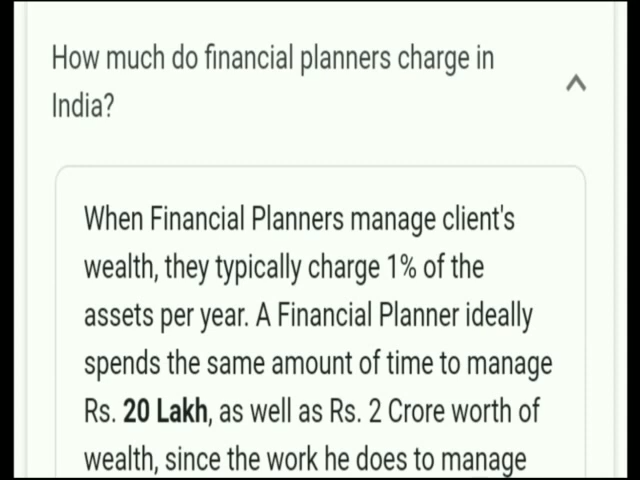 How much do financial planners charge in
India?
When Financial Planners manage client's
wealth, they typically charge 1% of the
assets per year. A Financial Planner ideally
spends the same amount of time to manage
Rs. 20 Lakh, as well as Rs. 2 Crore worth of
wealth, since the work he does to manage